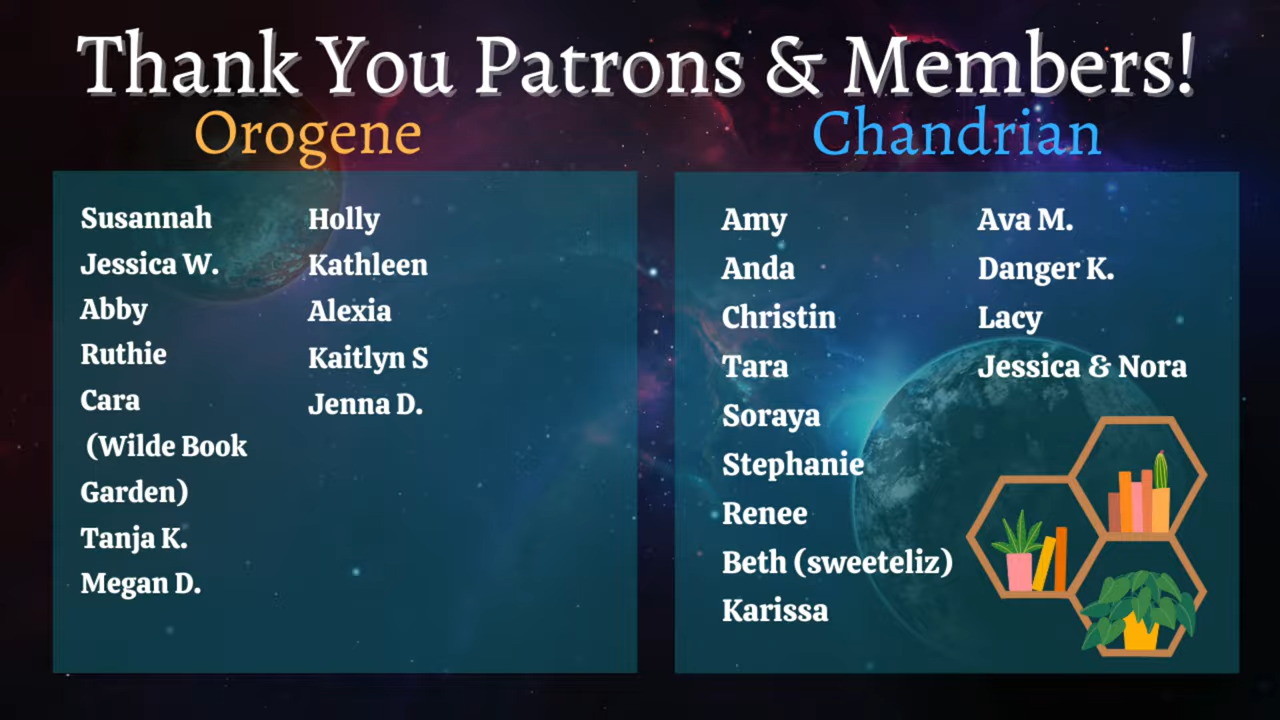 Thank You Patrons & Members!
Orogene
Susannah
Jessica W.
Abby
Ruthie
Cara
(Wilde Book
Garden)
Tanja K.
Megan D.
Holly
Kathleen
Alexia
Kaitlyn S
Jenna D.
Chandrian
Amy
Anda
Christin
Tara
Soraya
Stephanie
Renee
Beth (sweeteliz)
Karissa
Ava M.
Danger K.
Lacy
Jessica & Nora